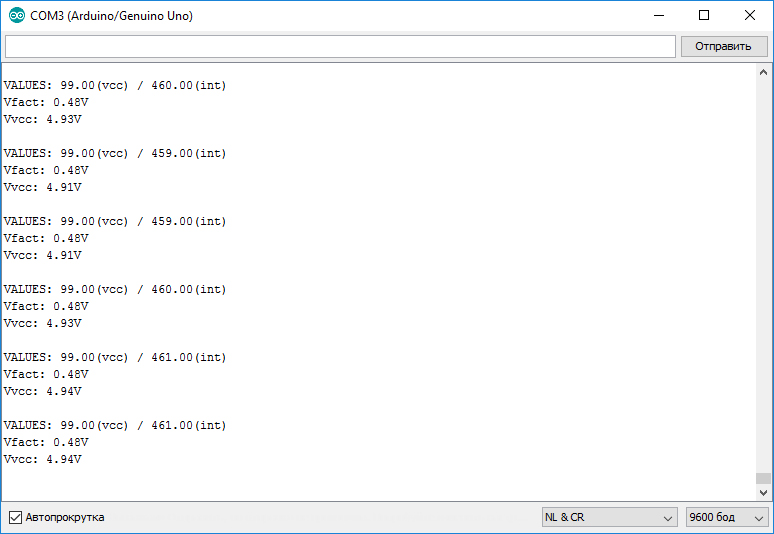 COM3 (Arduino/Genuino Uno)
Отправить
VALUES: 99.00(vcc) / 460.00(int)
Vfact: 0.48V
Vvcc: 4.93V
VALUES: 99.00(vcc) / 459.00(int)
Vfact: 0.48V
Vvcc: 4.91V
VALUES: 99.00(vcc) / 459.00(int)
Vfact: 0.48V
Vvcc: 4.91V
VALUES: 99.00(vcc) / 460.00(int)
Vfact: 0.48V
Vvcc: 4.93V
VALUES: 99.00(vcc) / 461.00(int)
Vfact: 0.48V
Vvcc: 4.94V
VALUES: 99.00(vcc) / 461.00(int)
Vfact: 0.48V
Vvcc: 4.94V
Автопрокрутка NL & CR 9600 бод